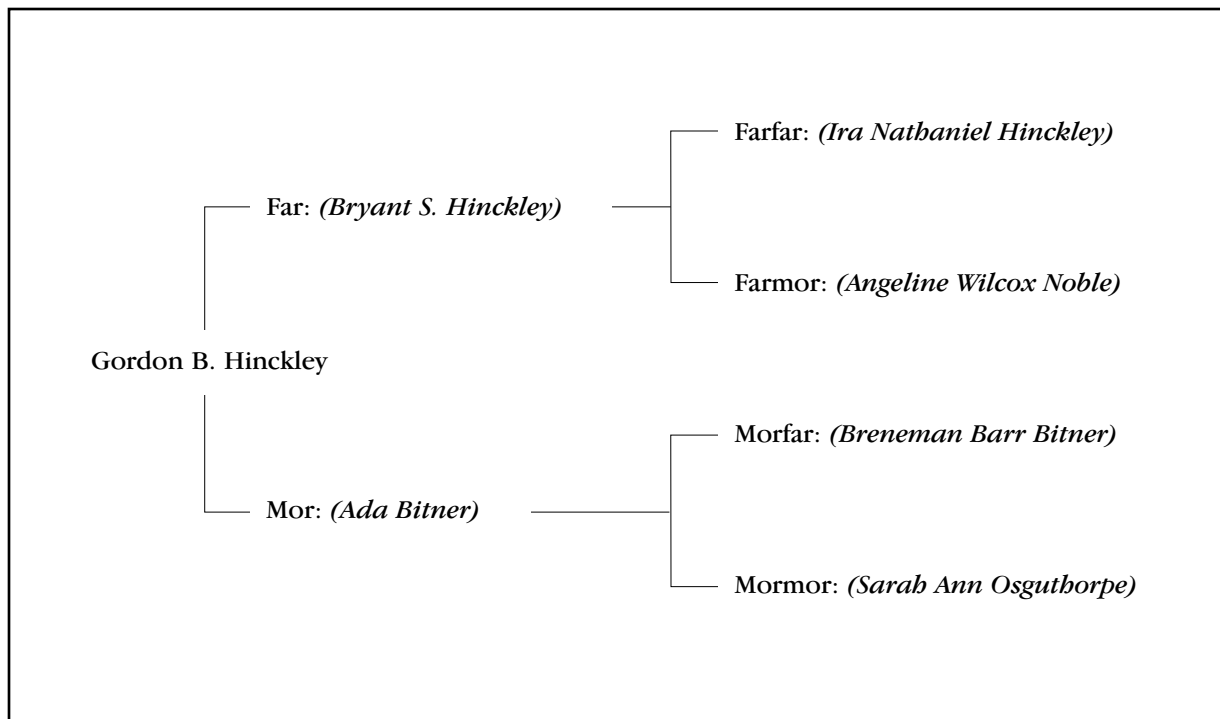 Farfar: (Ira Nathaniel Hinckley)
Far: (Bryant S. Hinckley)
Farmor: (Angeline Wilcox Noble)
Gordon B. Hinckley
Morfar: (Breneman Barr Bitner)
Mor: (Ada Bitner)
Mormor: (Sarah Ann Osguthorpe)